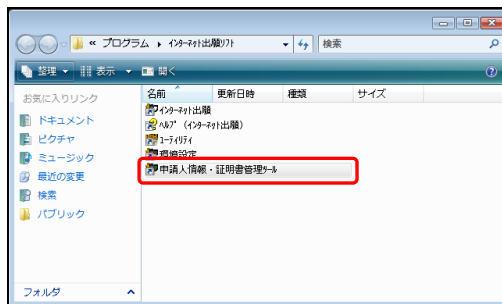 « プログラム ▸ インターネット出願ソフト
検索
整理 表示 開く
お気に入りリンク
ドキュメント
ピクチャ
ミュージック
最近の変更
検索
パブリック
フォルダ
名前 更新日時 種類 サイズ
インターネット出願
ヘルプ (インターネット出願)
ユーティリティ
環境設定
申請人情報・証明書管理ツール